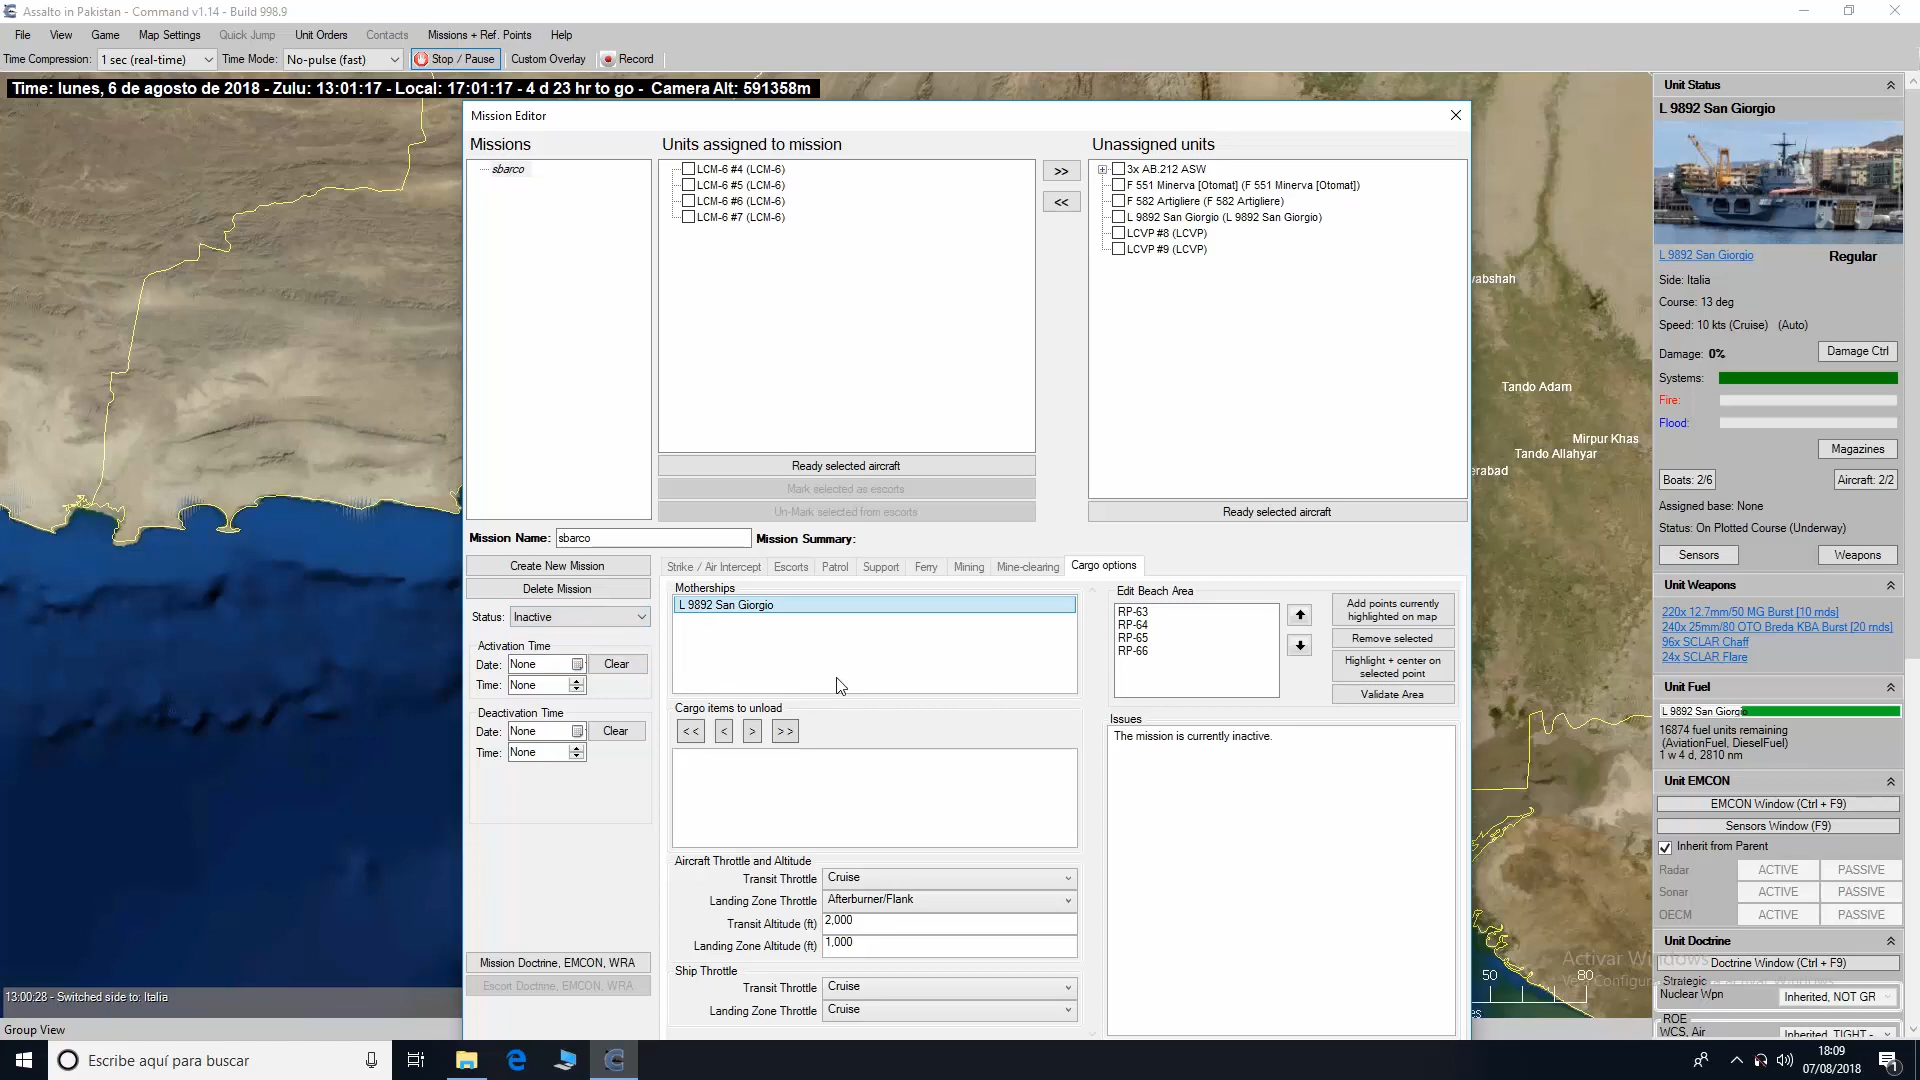 Assalto in Pakistan - Command v1.14 - Build 998.9
File View Game Map Settings Quick Jump Unit Orders Contacts Missions + Ref. Points Help
Time Compression: 1 sec (real-time) Time Mode: No-pulse (fast) Stop / Pause Custom Overlay Record
Time: lunes, 6 de agosto de 2018 - Zulu: 13:01:17 - Local: 17:01:17 - 4 d 23 hr to go - Camera Alt: 591358m
Mission Editor
Missions
sbarco
Units assigned to mission
LCM-6 #4 (LCM-6)
LCM-6 #5 (LCM-6)
LCM-6 #6 (LCM-6)
LCM-6 #7 (LCM-6)
>>
<<
Unassigned units
3x AB.212 ASW
F 551 Minerva [Otomat] (F 551 Minerva [Otomat])
F 582 Artigliere (F 582 Artigliere)
L 9892 San Giorgio (L 9892 San Giorgio)
LCVP #8 (LCVP)
LCVP #9 (LCVP)
Ready selected aircraft
Mark selected as escorts
Un-Mark selected from escorts
Ready selected aircraft
Mission Name: sbarco Mission Summary:
Create New Mission
Delete Mission
Status: Inactive
Activation Time
Date: None Clear
Time: None
Deactivation Time
Date: None Clear
Time: None
Mission Doctrine, EMCON, WRA
Escort Doctrine, EMCON, WRA
Strike / Air Intercept Escorts Patrol Support Ferry Mining Mine-clearing Cargo options
Motherships
L 9892 San Giorgio
Cargo items to unload
<< < > >>
Aircraft Throttle and Altitude
Transit Throttle Cruise
Landing Zone Throttle Afterburner/Flank
Transit Altitude (ft) 2,000
Landing Zone Altitude (ft) 1,000
Ship Throttle
Transit Throttle Cruise
Landing Zone Throttle Cruise
Edit Beach Area
RP-63
RP-64
RP-65
RP-66
Add points currently
highlighted on map
Remove selected
Highlight + center on
selected point
Validate Area
Issues
The mission is currently inactive.
Tando Adam
Mirpur Khas
Tando Allahyar
50 80
Unit Status
L 9892 San Giorgio
L 9892 San Giorgio Regular
Side: Italia
Course: 13 deg
Speed: 10 kts (Cruise) (Auto)
Damage: 0% Damage Ctrl
Systems:
Fire:
Flood:
Magazines
Boats: 2/6 Aircraft: 2/2
Assigned base: None
Status: On Plotted Course (Underway)
Sensors Weapons
Unit Weapons
220x 12.7mm/50 MG Burst [10 rnds]
240x 25mm/80 OTO Breda KBA Burst [20 rnds]
96x SCLAR Chaff
24x SCLAR Flare
Unit Fuel
L 9892 San Giorgio
16874 fuel units remaining
(AviationFuel, DieselFuel)
1 w 4 d, 2810 nm
Unit EMCON
EMCON Window (Ctrl + F9)
Sensors Window (F9)
Inherit from Parent
Radar ACTIVE PASSIVE
Sonar ACTIVE PASSIVE
OECM ACTIVE PASSIVE
Unit Doctrine
Doctrine Window (Ctrl + F9)
Strategic
Nuclear Wpn Inherited, NOT GR
ROE
WCS, Air Inherited, TIGHT -
Activar Windows
13:00:28 - Switched side to: Italia
Group View
Escribe aquí para buscar
18:09
07/08/2018
1